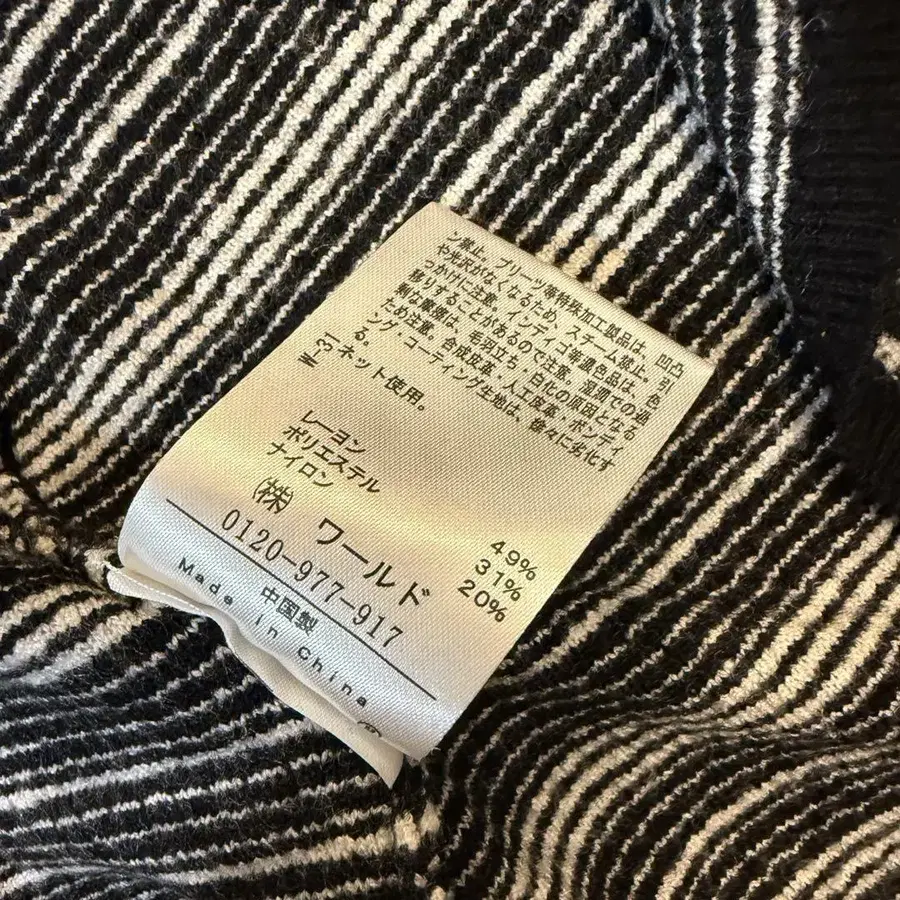 ン禁止。プリーツ等特殊加工製品は、凹凸
や光沢がなくなるため、スチーム禁止。引
っかけに注意。インディゴ等濃色品は、色
移りすることがあるので注意。湿潤での過
剰な摩擦は、毛羽立ち・白化の原因となる
ため注意。合成皮革・人工皮革、ボンディ
ング・コーティング生地は、徐々に劣化す
る。
W-31
ネット使用。
レーヨン 49%
ポリエステル 31%
ナイロン 20%
(株) ワールド
0120-977-917
中国製
Made in China